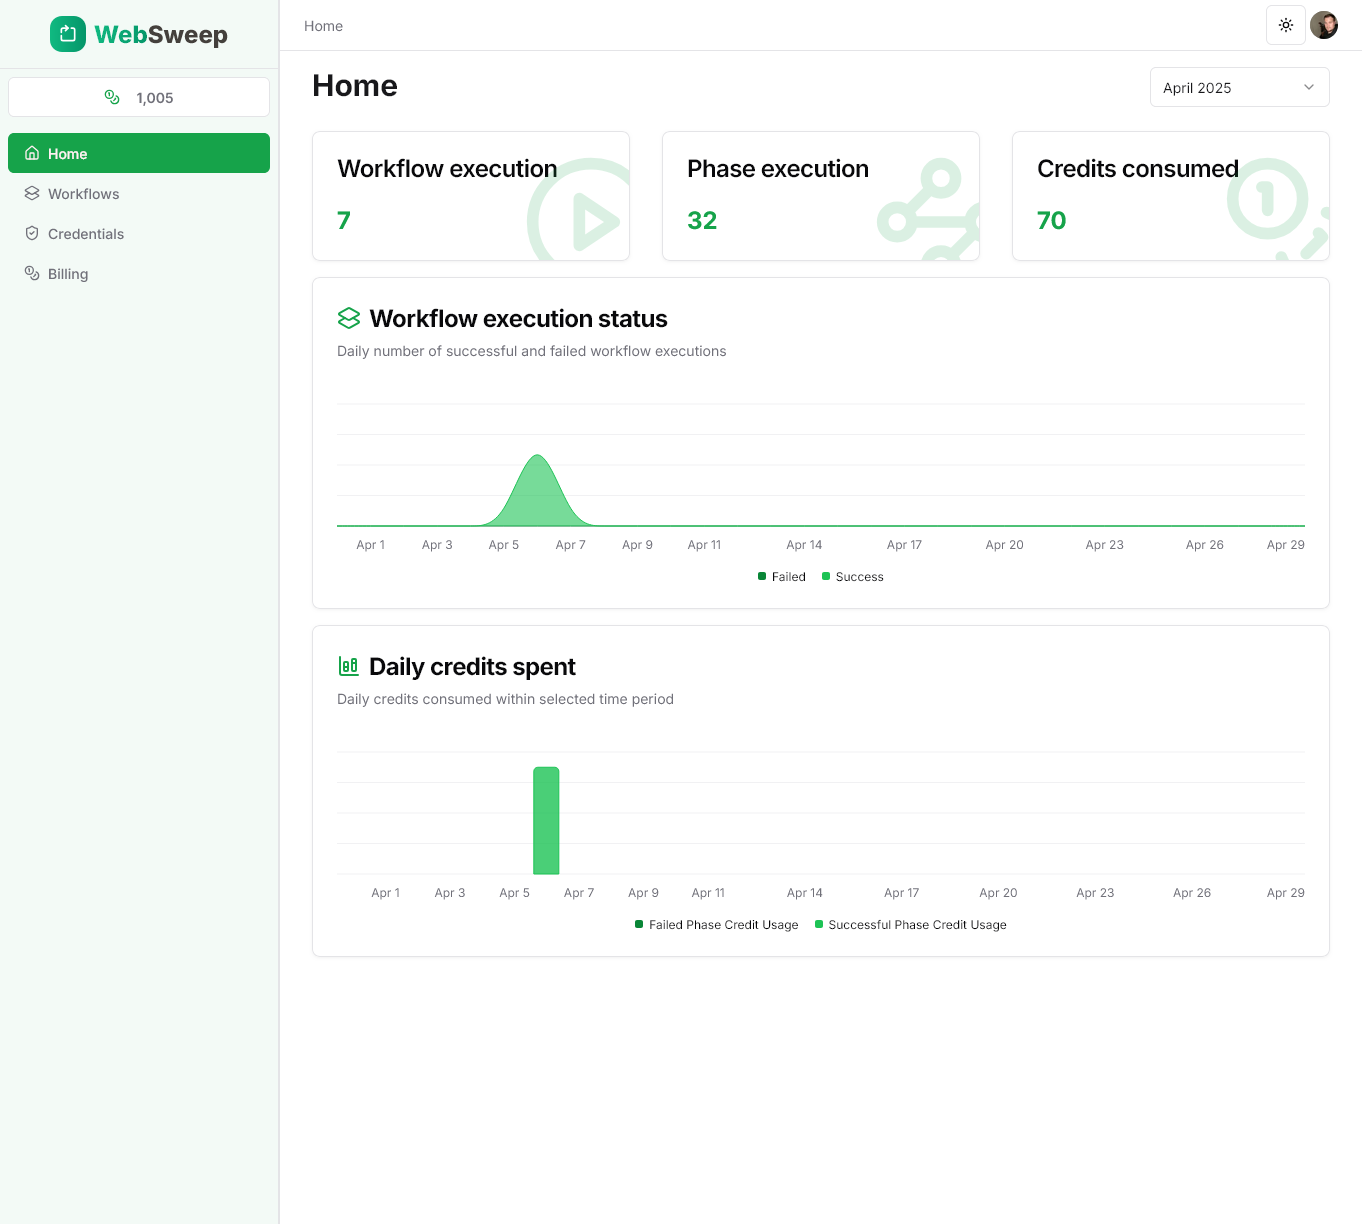 WebSweep
1,005
Home
Workflows
Credentials
Billing
Home
Home
April 2025
Workflow execution
7
Phase execution
32
Credits consumed
70
Workflow execution status
Daily number of successful and failed workflow executions
Apr 1 Apr 3 Apr 5 Apr 7 Apr 9 Apr 11 Apr 14 Apr 17 Apr 20 Apr 23 Apr 26 Apr 29
Failed Success
Daily credits spent
Daily credits consumed within selected time period
Apr 1 Apr 3 Apr 5 Apr 7 Apr 9 Apr 11 Apr 14 Apr 17 Apr 20 Apr 23 Apr 26 Apr 29
Failed Phase Credit Usage Successful Phase Credit Usage